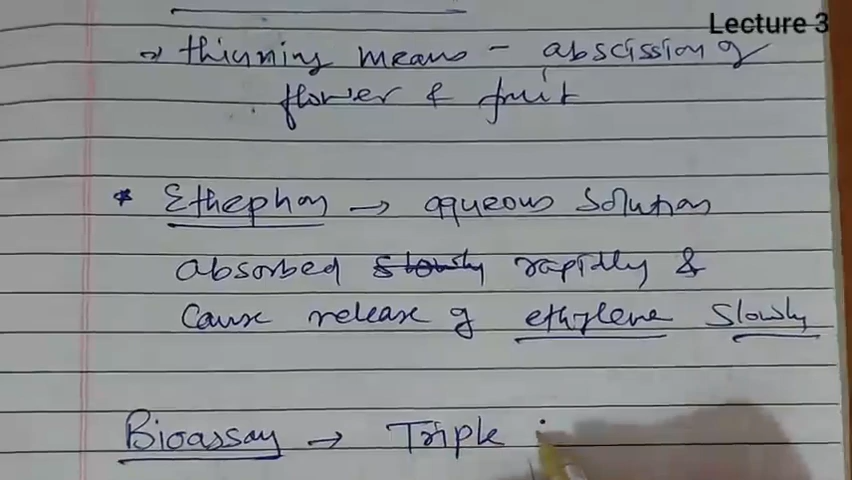 Lecture 3
→ thinning means - abscission of
flower & fruit
* Ethephon → aqueous solution
absorbed slowly rapidly &
cause release of ethylene slowly
Bioassay → Triple